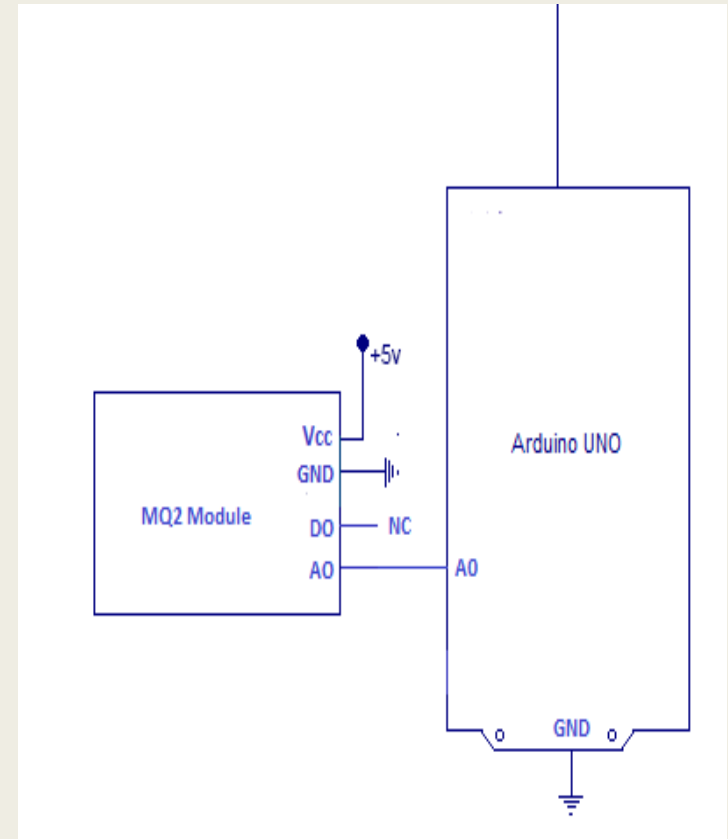 +5v
Vcc
GND
MQ2 Module
DO
NC
AO
Arduino UNO
A0
GND